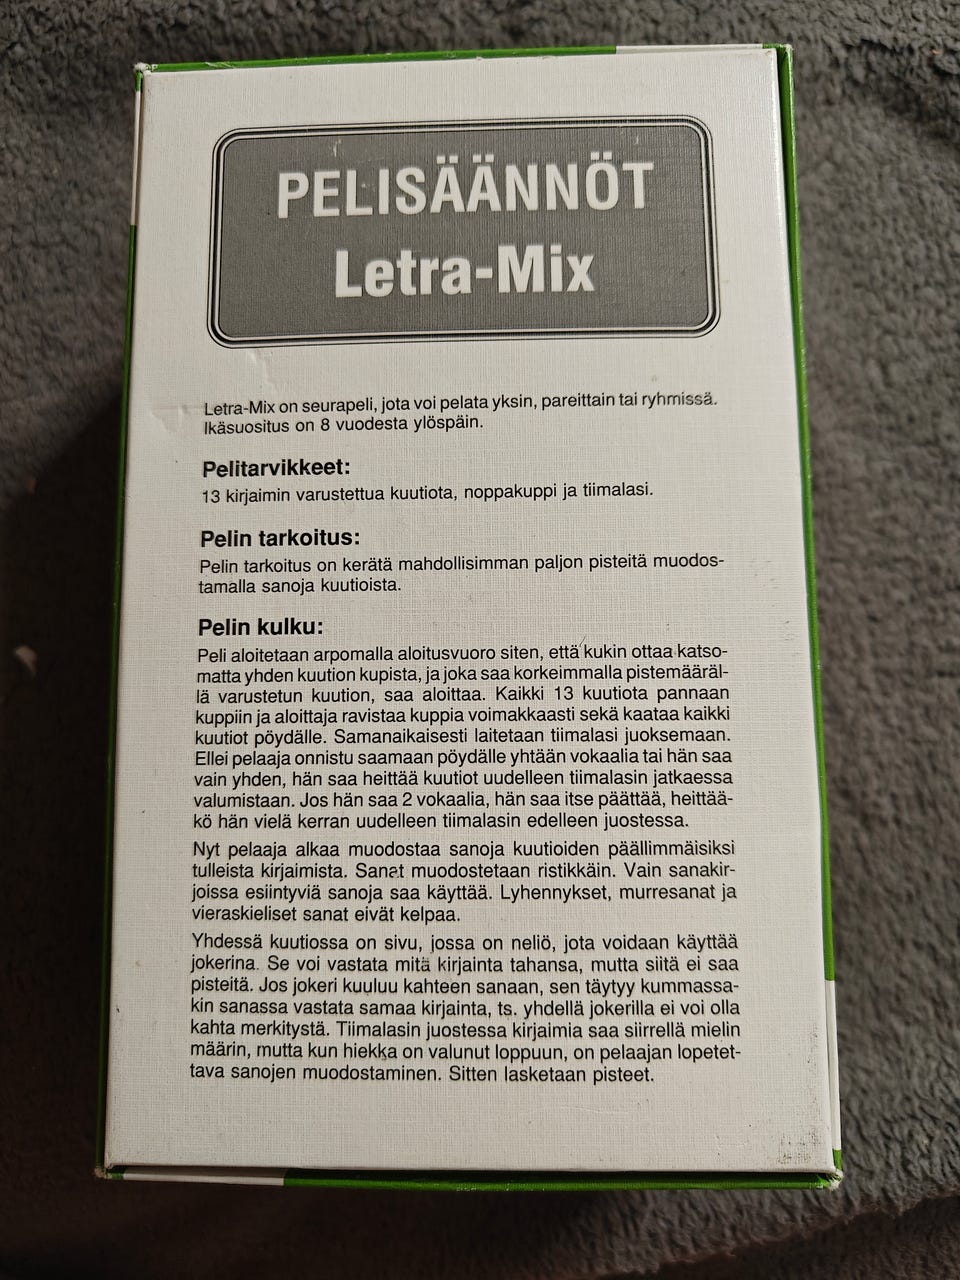 PELISÄÄNNÖT
Letra-Mix
Letra-Mix on seurapeli, jota voi pelata yksin, pareittain tai ryhmissä.
Ikäsuositus on 8 vuodesta ylöspäin.
Pelitarvikkeet:
13 kirjaimin varustettua kuutiota, noppakuppi ja tiimalasi.
Pelin tarkoitus:
Pelin tarkoitus on kerätä mahdollisimman paljon pisteitä muodos-
tamalla sanoja kuutioista.
Pelin kulku:
Peli aloitetaan arpomalla aloitusvuoro siten, että kukin ottaa katso-
matta yhden kuution kupista, ja joka saa korkeimmalla pistemääräl-
lä varustetun kuution, saa aloittaa. Kaikki 13 kuutiota pannaan
kuppiin ja aloittaja ravistaa kuppia voimakkaasti sekä kaataa kaikki
kuutiot pöydälle. Samanaikaisesti laitetaan tiimalasi juoksemaan.
Ellei pelaaja onnistu saamaan pöydälle yhtään vokaalia tai hän saa
vain yhden, hän saa heittää kuutiot uudelleen tiimalasin jatkaessa
valumistaan. Jos hän saa 2 vokaalia, hän saa itse päättää, heittää-
kö hän vielä kerran uudelleen tiimalasin edelleen juostessa.
Nyt pelaaja alkaa muodostaa sanoja kuutioiden päällimmäisiksi
tulleista kirjaimista. Sanat muodostetaan ristikkäin. Vain sanakir-
joissa esiintyviä sanoja saa käyttää. Lyhennykset, murresanat ja
vieraskieliset sanat eivät kelpaa.
Yhdessä kuutiossa on sivu, jossa on neliö, jota voidaan käyttää
jokerina. Se voi vastata mitä kirjainta tahansa, mutta siitä ei saa
pisteitä. Jos jokeri kuuluu kahteen sanaan, sen täytyy kummassa-
kin sanassa vastata samaa kirjainta, ts. yhdellä jokerilla ei voi olla
kahta merkitystä. Tiimalasin juostessa kirjaimia saa siirrellä mielin
määrin, mutta kun hiekka on valunut loppuun, on pelaajan lopetet-
tava sanojen muodostaminen. Sitten lasketaan pisteet.